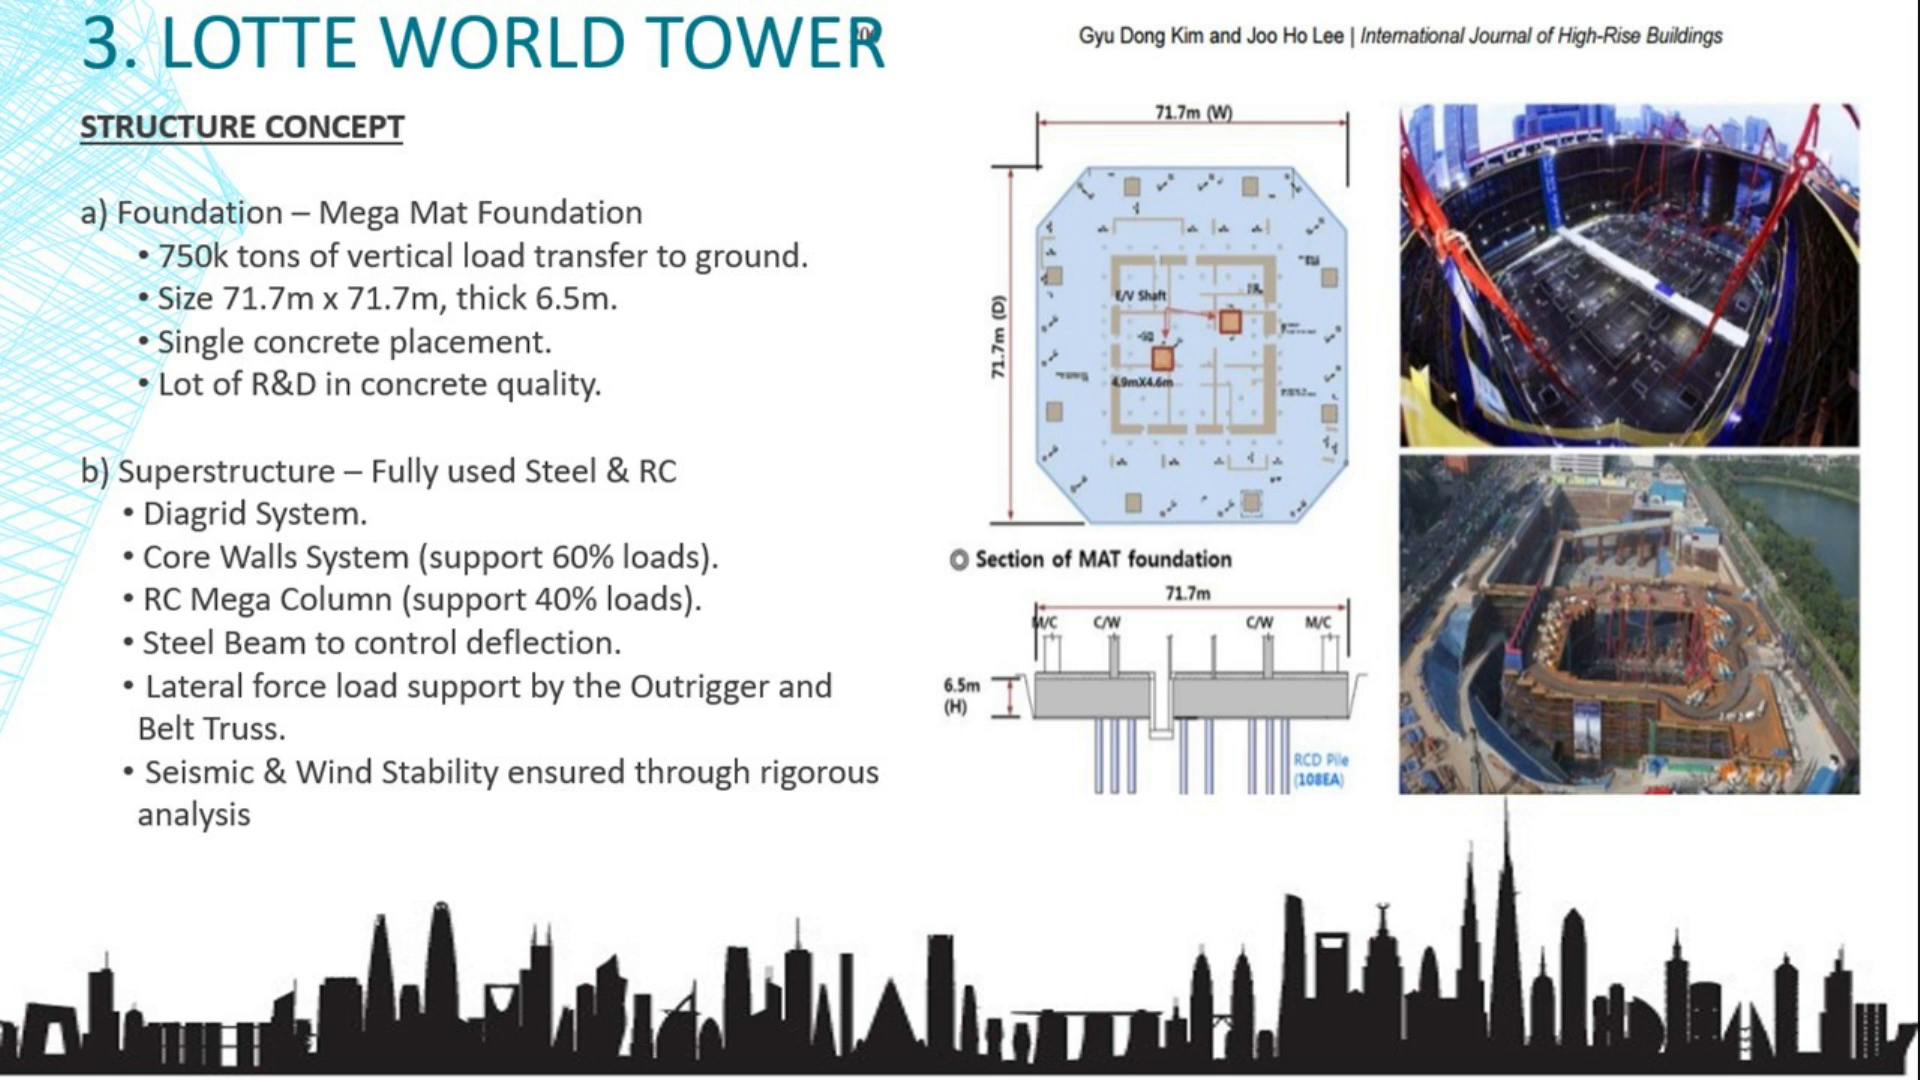 3. LOTTE WORLD TOWER
Gyu Dong Kim and Joo Ho Lee | International Journal of High-Rise Buildings
STRUCTURE CONCEPT
a) Foundation – Mega Mat Foundation
• 750k tons of vertical load transfer to ground.
• Size 71.7m x 71.7m, thick 6.5m.
• Single concrete placement.
• Lot of R&D in concrete quality.
b) Superstructure – Fully used Steel & RC
• Diagrid System.
• Core Walls System (support 60% loads).
• RC Mega Column (support 40% loads).
• Steel Beam to control deflection.
• Lateral force load support by the Outrigger and
Belt Truss.
• Seismic & Wind Stability ensured through rigorous
analysis
71.7m (W)
71.7m (D)
E/V Shaft
4.9mX4.6m
Section of MAT foundation
71.7m
M/C C/W C/W M/C
6.5m
(H)
RCD Pile
(108EA)